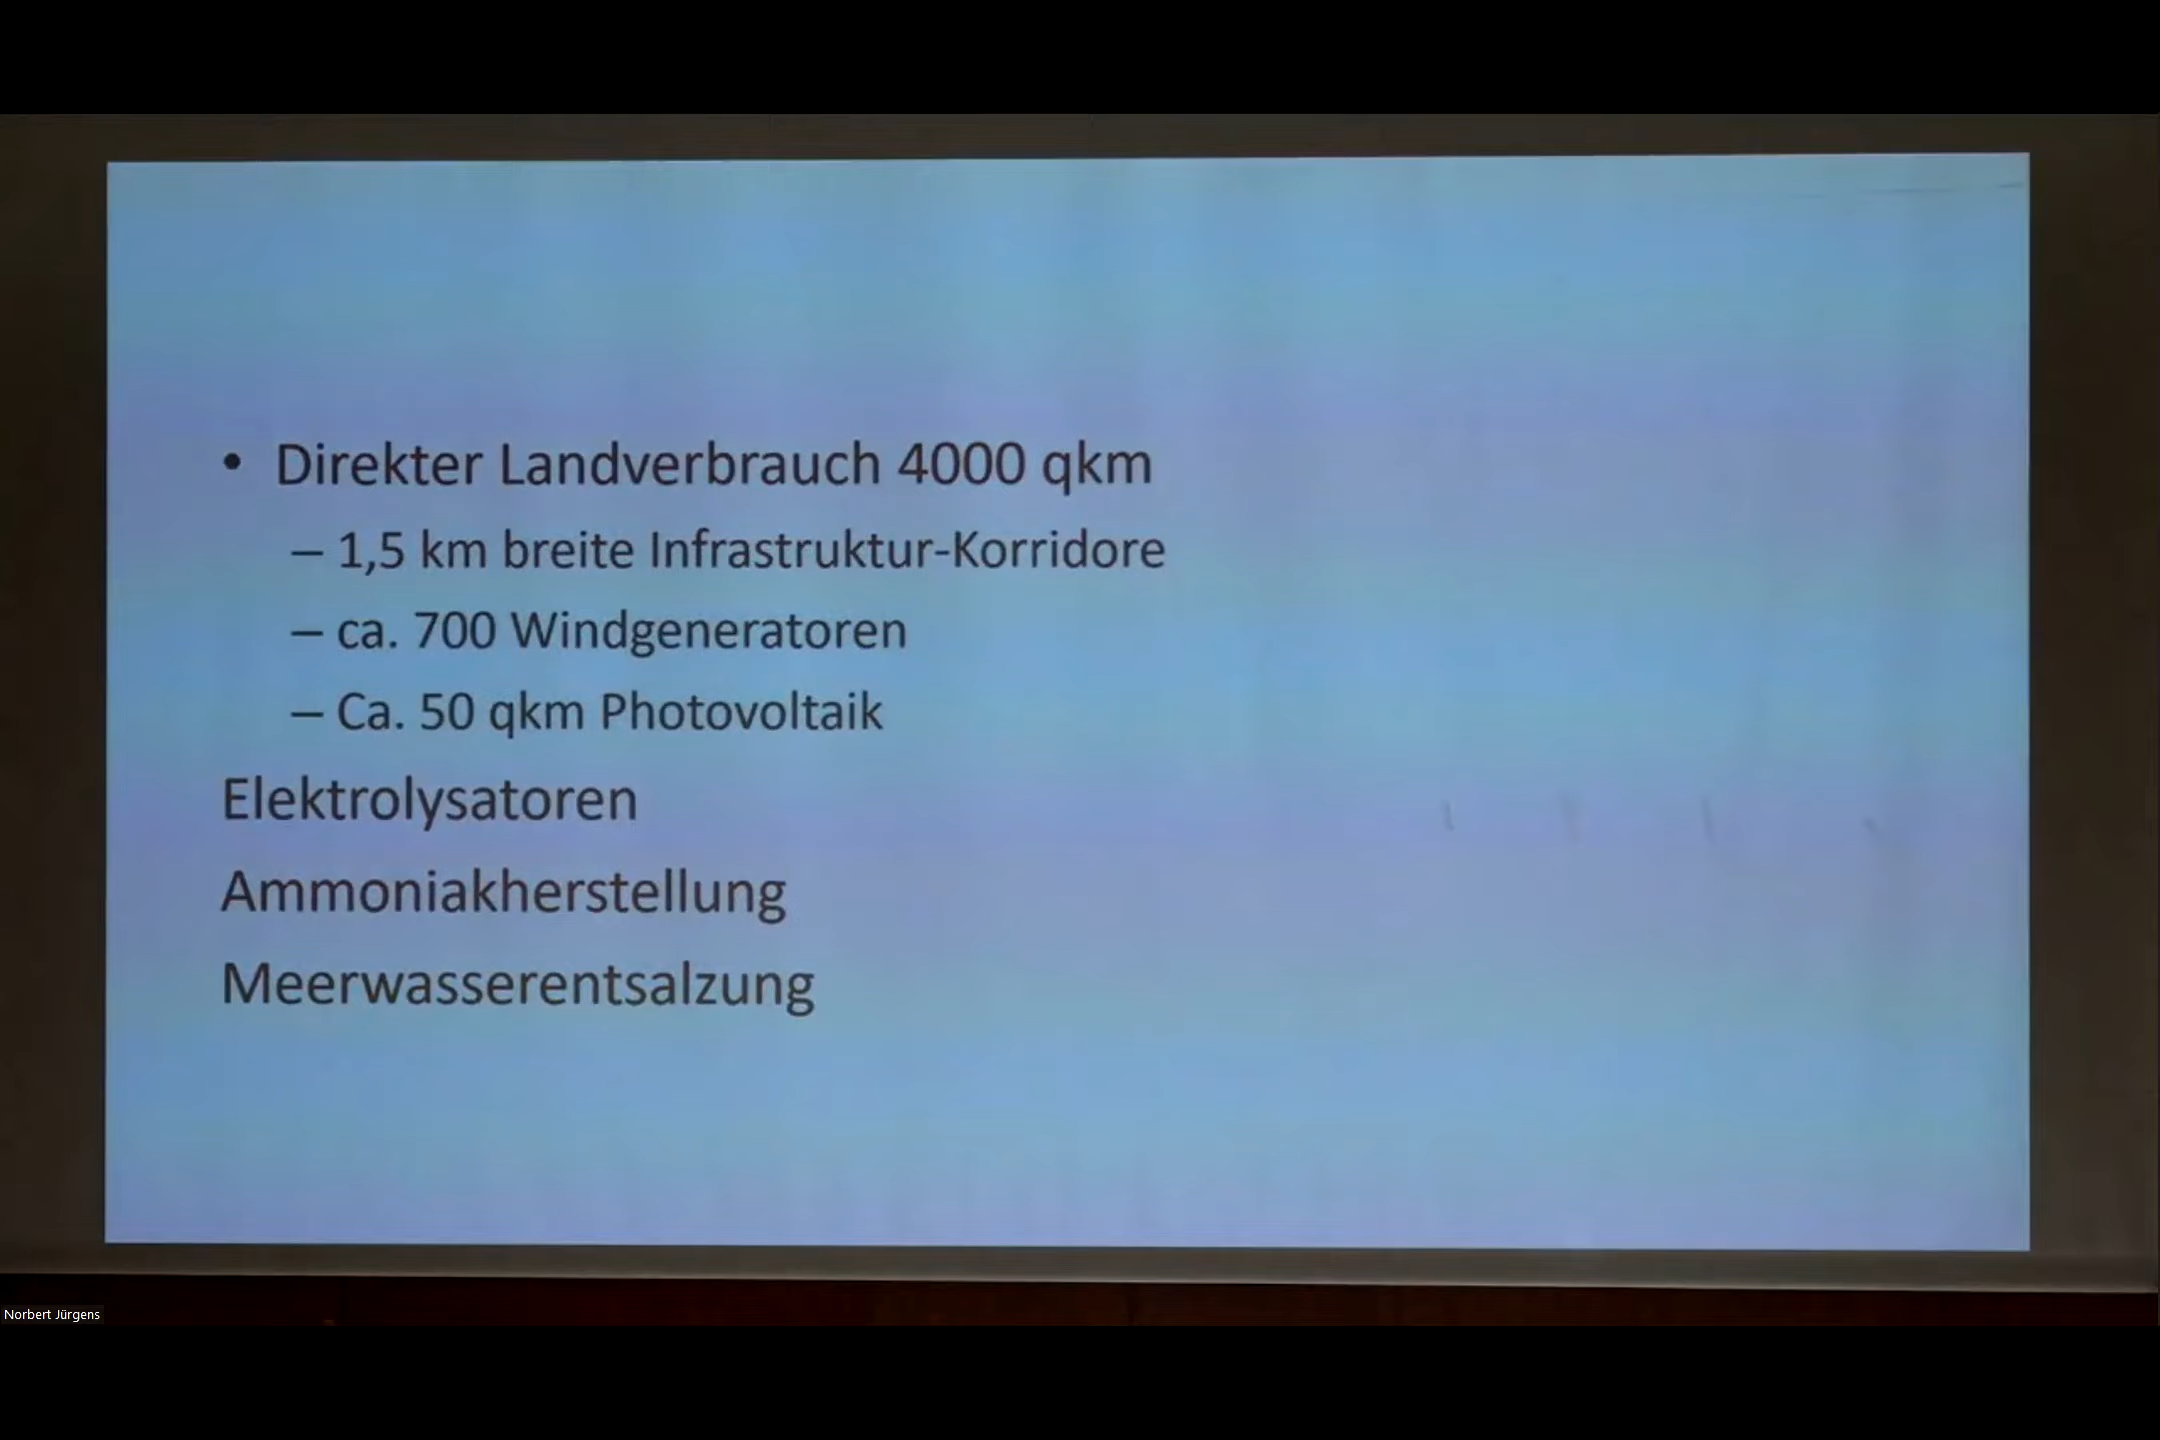 • Direkter Landverbrauch 4000 qkm
– 1,5 km breite Infrastruktur-Korridore
– ca. 700 Windgeneratoren
– Ca. 50 qkm Photovoltaik
Elektrolysatoren
Ammoniakherstellung
Meerwasserentsalzung
Norbert Jürgens